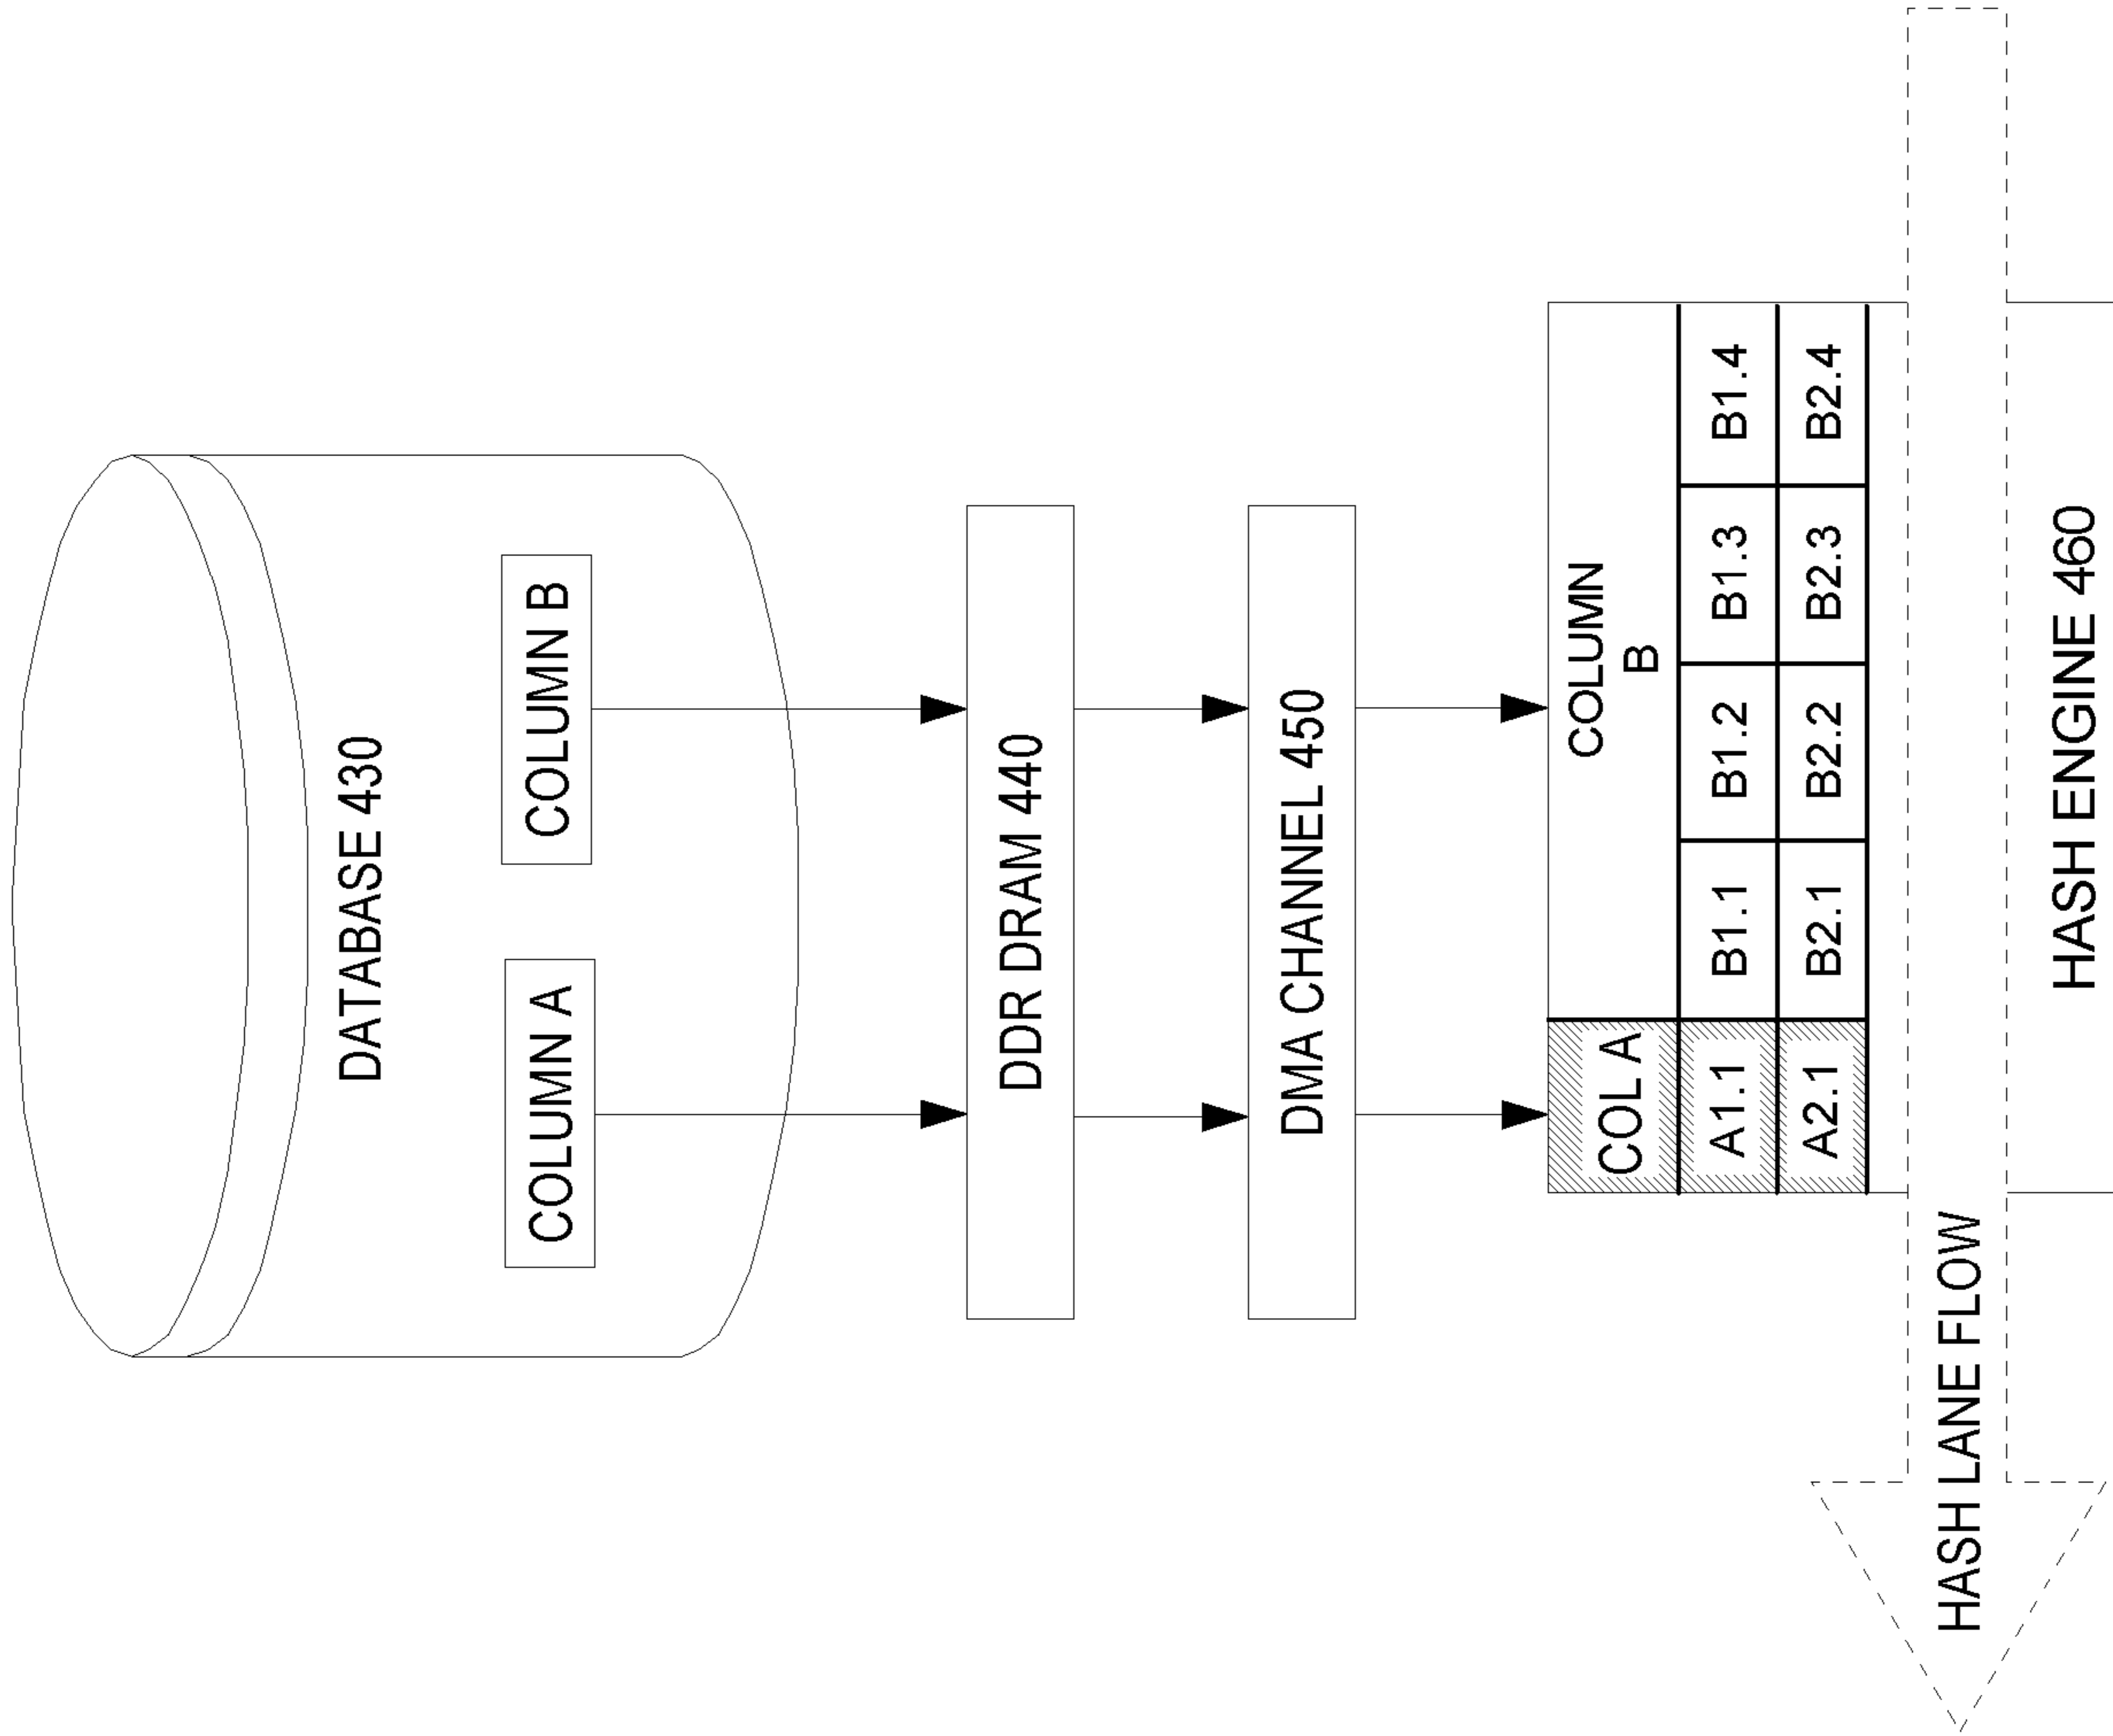 DATABASE 430
COLUMN A
COLUMN B
DDR DRAM 440
DMA CHANNEL 450
COL A
COLUMN
B
A1.1 B1.1 B1.2 B1.3 B1.4
A2.1 B2.1 B2.2 B2.3 B2.4
HASH LANE FLOW
HASH ENGINE 460